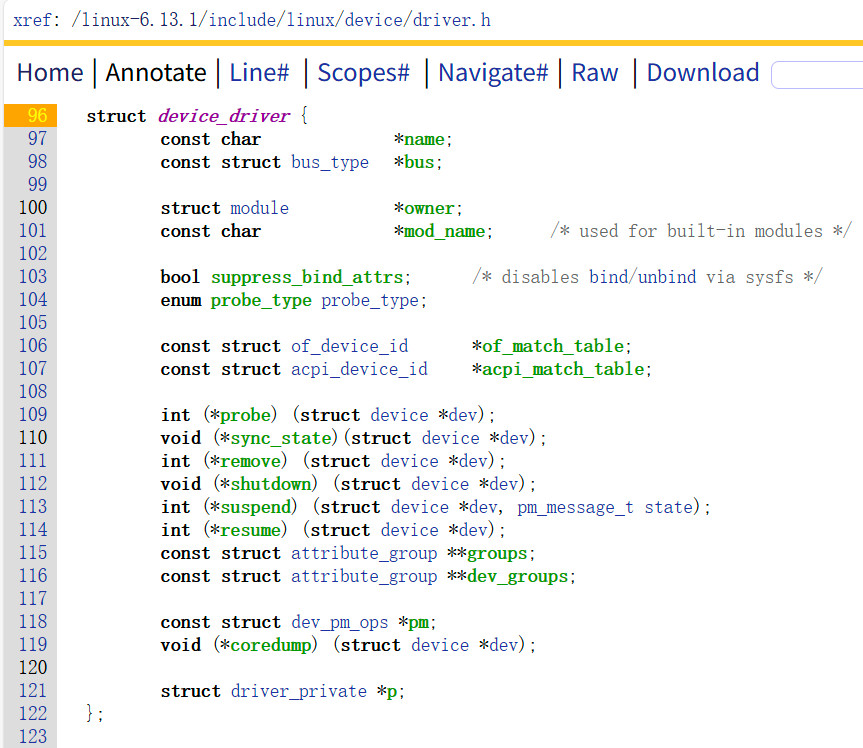 xref: /linux-6.13.1/include/linux/device/driver.h
Home | Annotate | Line# | Scopes# | Navigate# | Raw | Download
96 struct device_driver {
97 const char *name;
98 const struct bus_type *bus;
99
100 struct module *owner;
101 const char *mod_name; /* used for built-in modules */
102
103 bool suppress_bind_attrs; /* disables bind/unbind via sysfs */
104 enum probe_type probe_type;
105
106 const struct of_device_id *of_match_table;
107 const struct acpi_device_id *acpi_match_table;
108
109 int (*probe) (struct device *dev);
110 void (*sync_state)(struct device *dev);
111 int (*remove) (struct device *dev);
112 void (*shutdown) (struct device *dev);
113 int (*suspend) (struct device *dev, pm_message_t state);
114 int (*resume) (struct device *dev);
115 const struct attribute_group **groups;
116 const struct attribute_group **dev_groups;
117
118 const struct dev_pm_ops *pm;
119 void (*coredump) (struct device *dev);
120
121 struct driver_private *p;
122 };
123